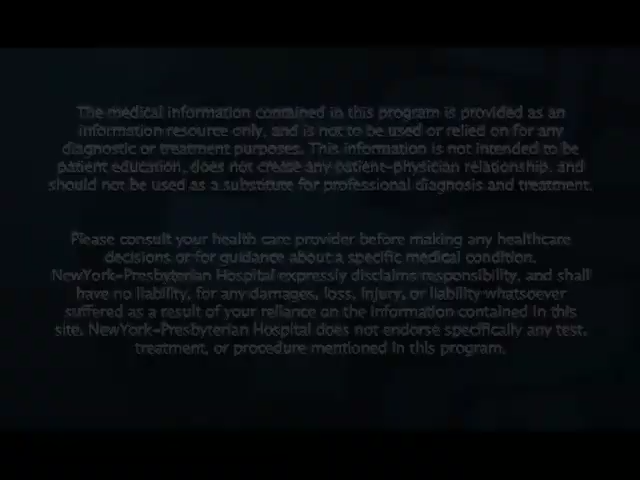 The medical information contained in this program is provided as an
information resource only, and is not to be used or relied on for any
diagnostic or treatment purposes. This information is not intended to be
patient education, does not create any patient-physician relationship, and
should not be used as a substitute for professional diagnosis and treatment.
Please consult your health care provider before making any healthcare
decisions or for guidance about a specific medical condition.
NewYork-Presbyterian Hospital expressly disclaims responsibility, and shall
have no liability, for any damages, loss, injury, or liability whatsoever
suffered as a result of your reliance on the information contained in this
site. NewYork-Presbyterian Hospital does not endorse specifically any test,
treatment, or procedure mentioned in this program.